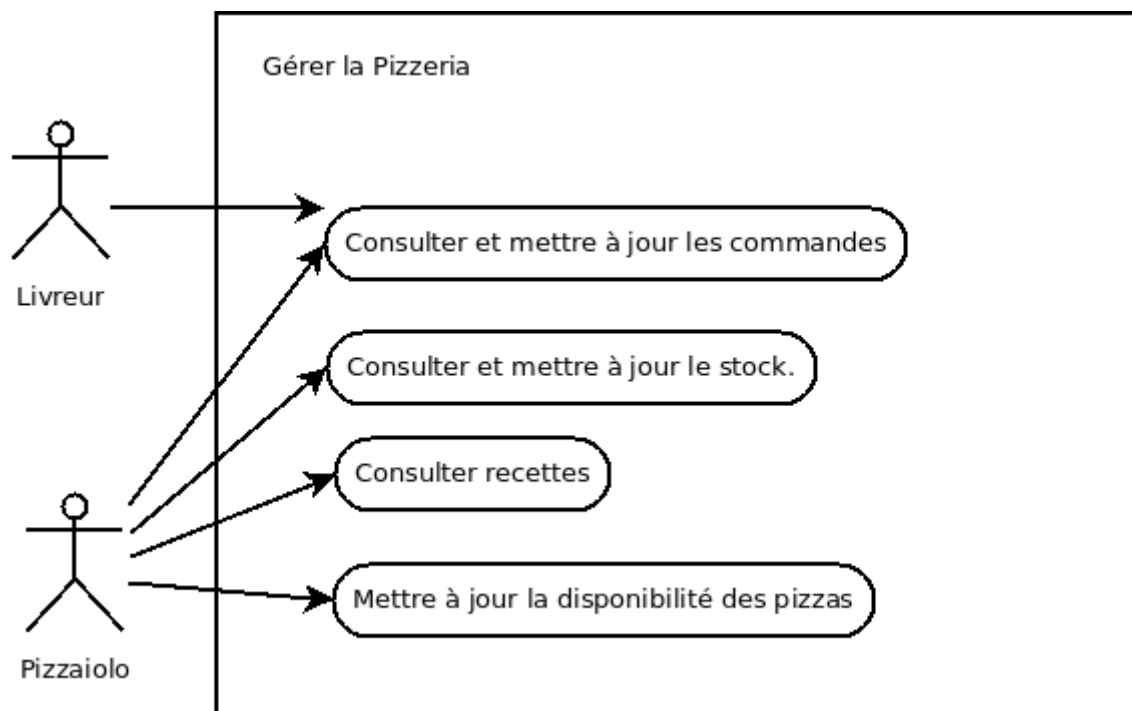 Gérer la Pizzeria
Consulter et mettre à jour les commandes
Livreur
Consulter et mettre à jour le stock.
Consulter recettes
Mettre à jour la disponibilité des pizzas
Pizzaiolo